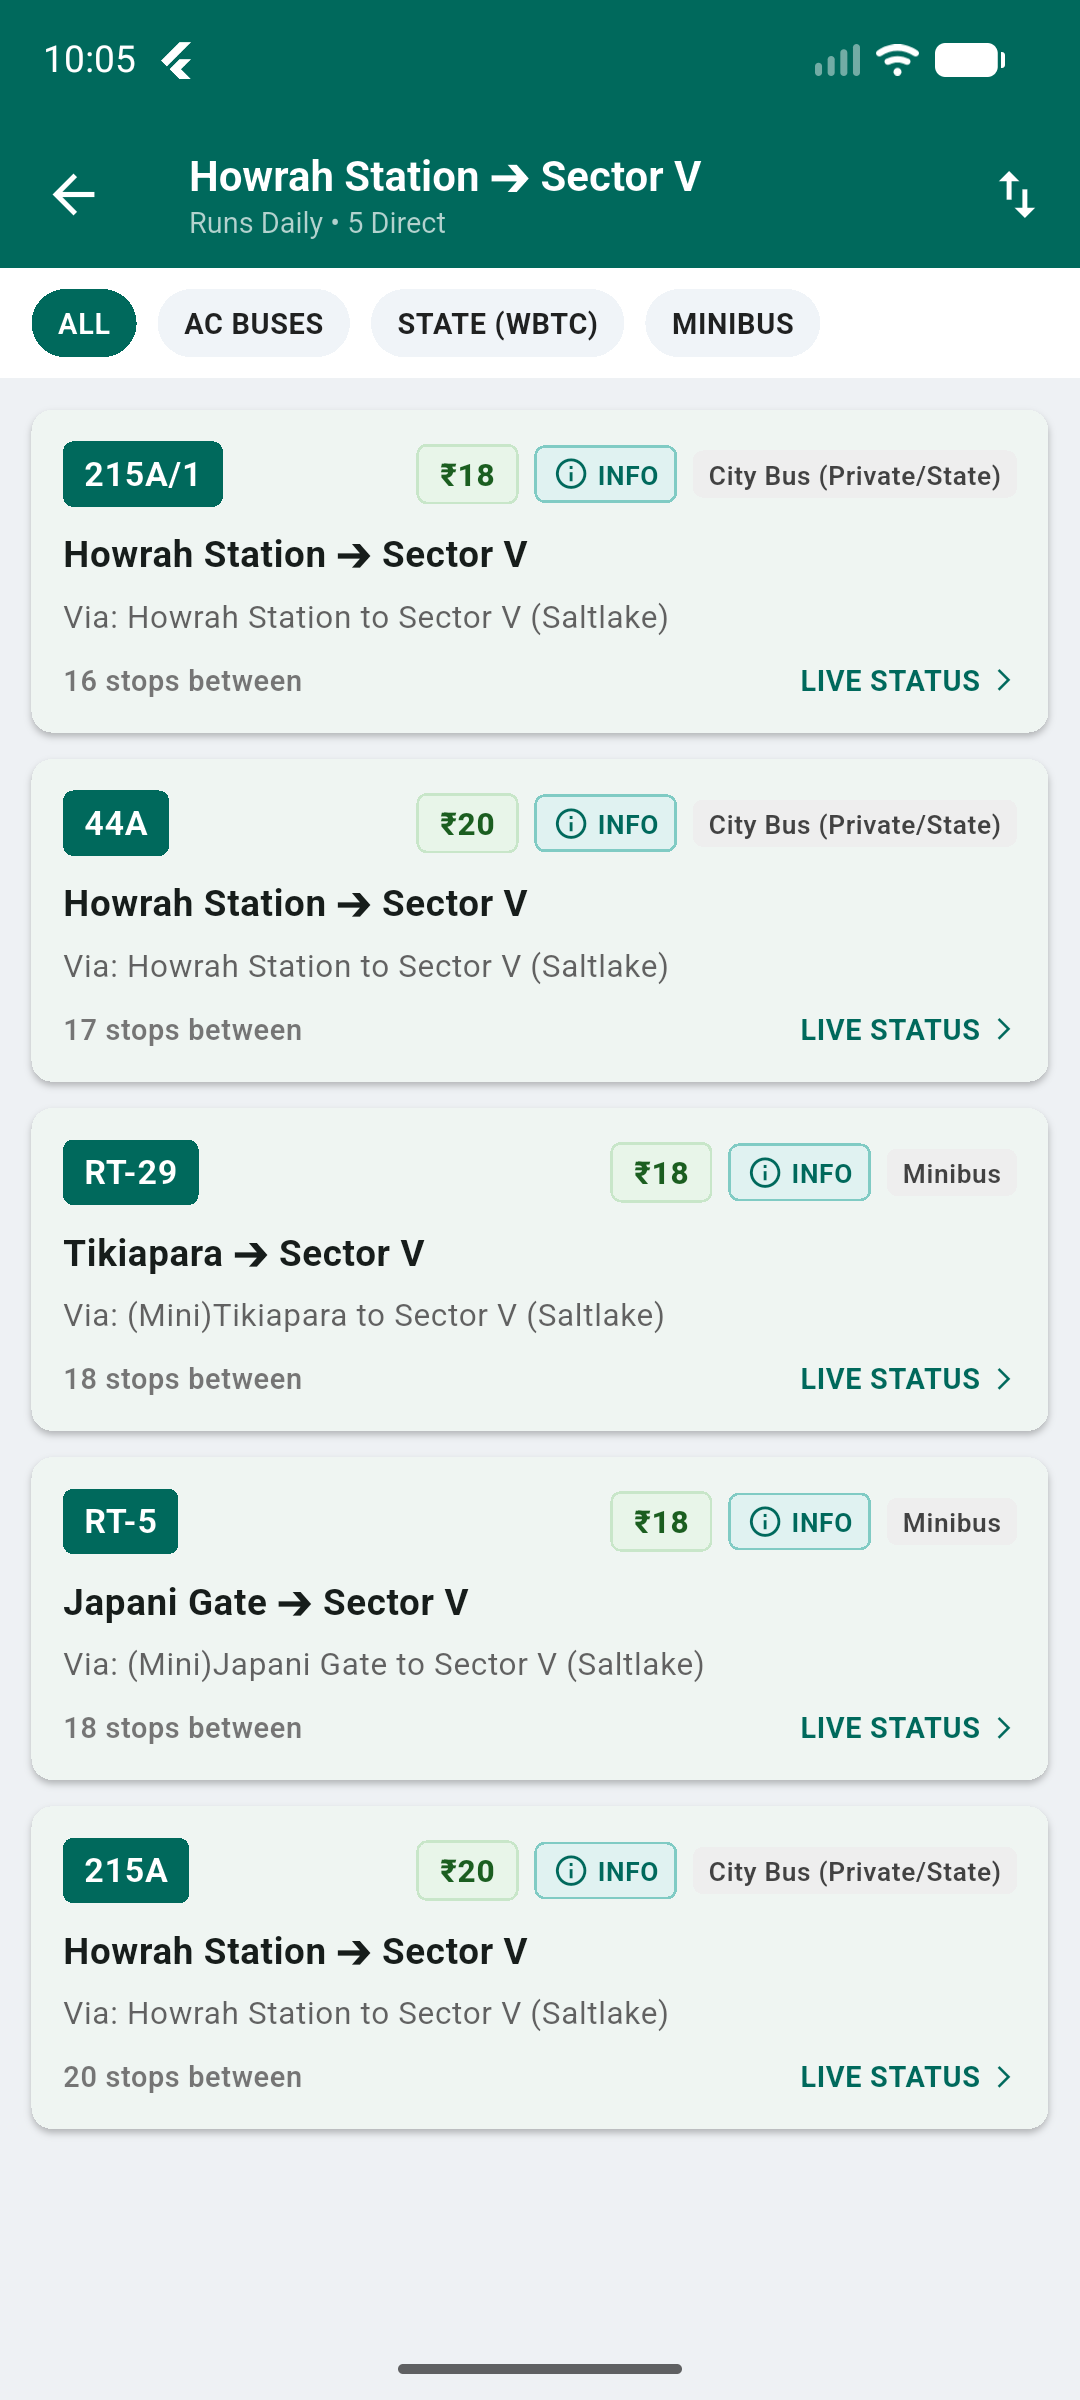 10:05
Howrah Station ➔ Sector V
Runs Daily • 5 Direct
ALL AC BUSES STATE (WBTC) MINIBUS
215A/1 ₹18 INFO City Bus (Private/State)
Howrah Station ➔ Sector V
Via: Howrah Station to Sector V (Saltlake)
16 stops between LIVE STATUS
44A ₹20 INFO City Bus (Private/State)
Howrah Station ➔ Sector V
Via: Howrah Station to Sector V (Saltlake)
17 stops between LIVE STATUS
RT-29 ₹18 INFO Minibus
Tikiapara ➔ Sector V
Via: (Mini)Tikiapara to Sector V (Saltlake)
18 stops between LIVE STATUS
RT-5 ₹18 INFO Minibus
Japani Gate ➔ Sector V
Via: (Mini)Japani Gate to Sector V (Saltlake)
18 stops between LIVE STATUS
215A ₹20 INFO City Bus (Private/State)
Howrah Station ➔ Sector V
Via: Howrah Station to Sector V (Saltlake)
20 stops between LIVE STATUS